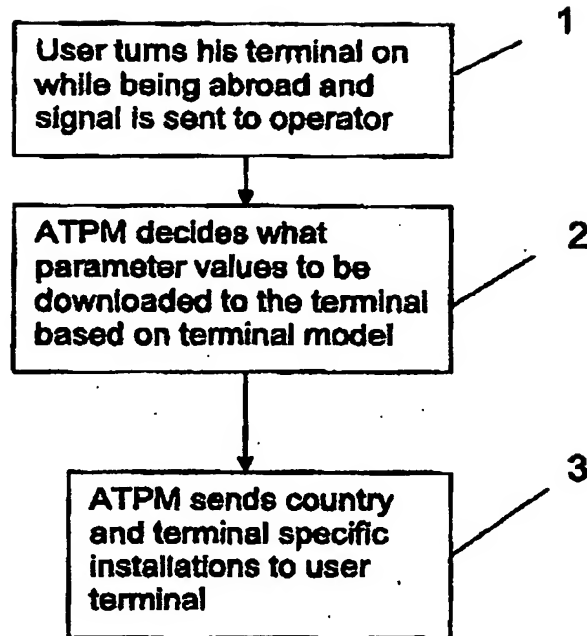 User turns his terminal on
while being abroad and
signal is sent to operator
1
ATPM decides what
parameter values to be
downloaded to the terminal
based on terminal model
2
ATPM sends country
and terminal specific
installations to user
terminal
3